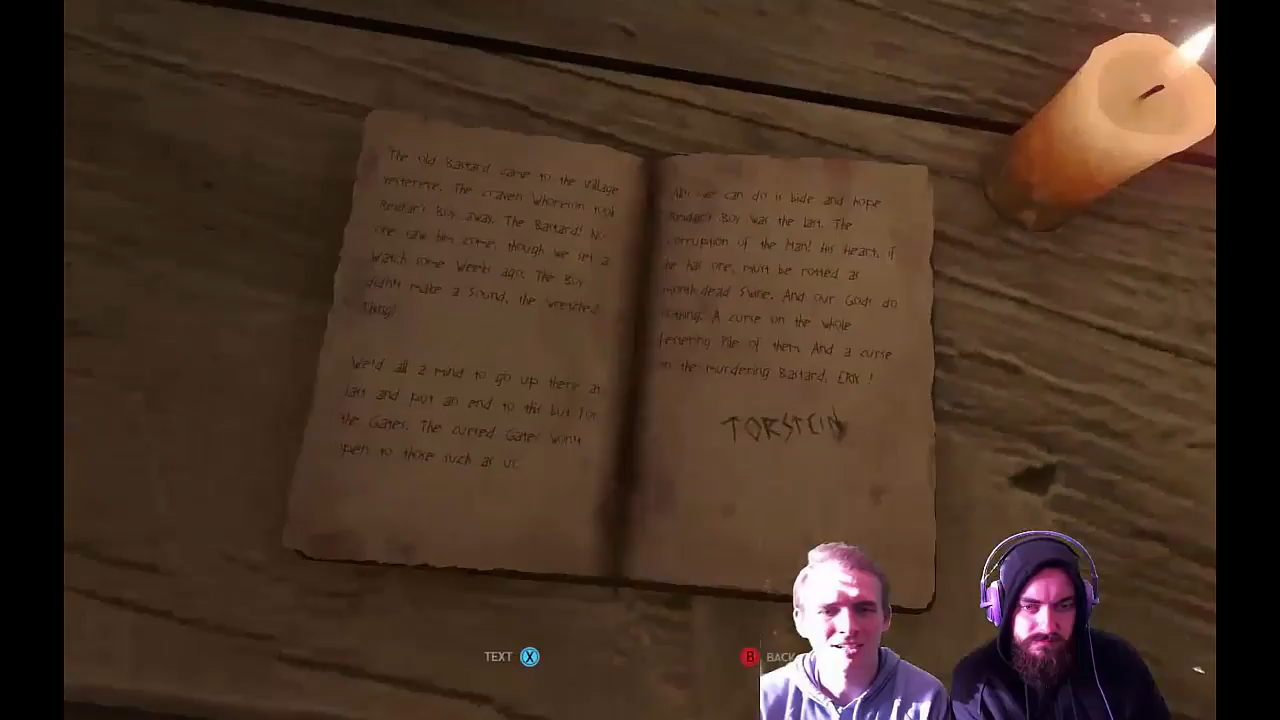 The old Bastard came to the Village
Yestereve. The craven Whoreson took
Reidar's Boy away. The Bastard! No
one saw him come, though we set a
Watch some Weeks ago. The Boy
didn't make a Sound, the wretched
Thing!
We'd all a mind to go up there at
last and put an end to this but for
the Gates. The cursed Gates won't
open to those such as us.
All we can do is bide and hope
Reidar's Boy was the last. The
corruption of the Man! His Heart, if
he has one, must be rotted as
month-dead Swine. And our Gods do
nothing. A curse on the whole
festering Pile of them. And a curse
on the murdering Bastard, Erik!
TORSTEIN
TEXT X
B BACK